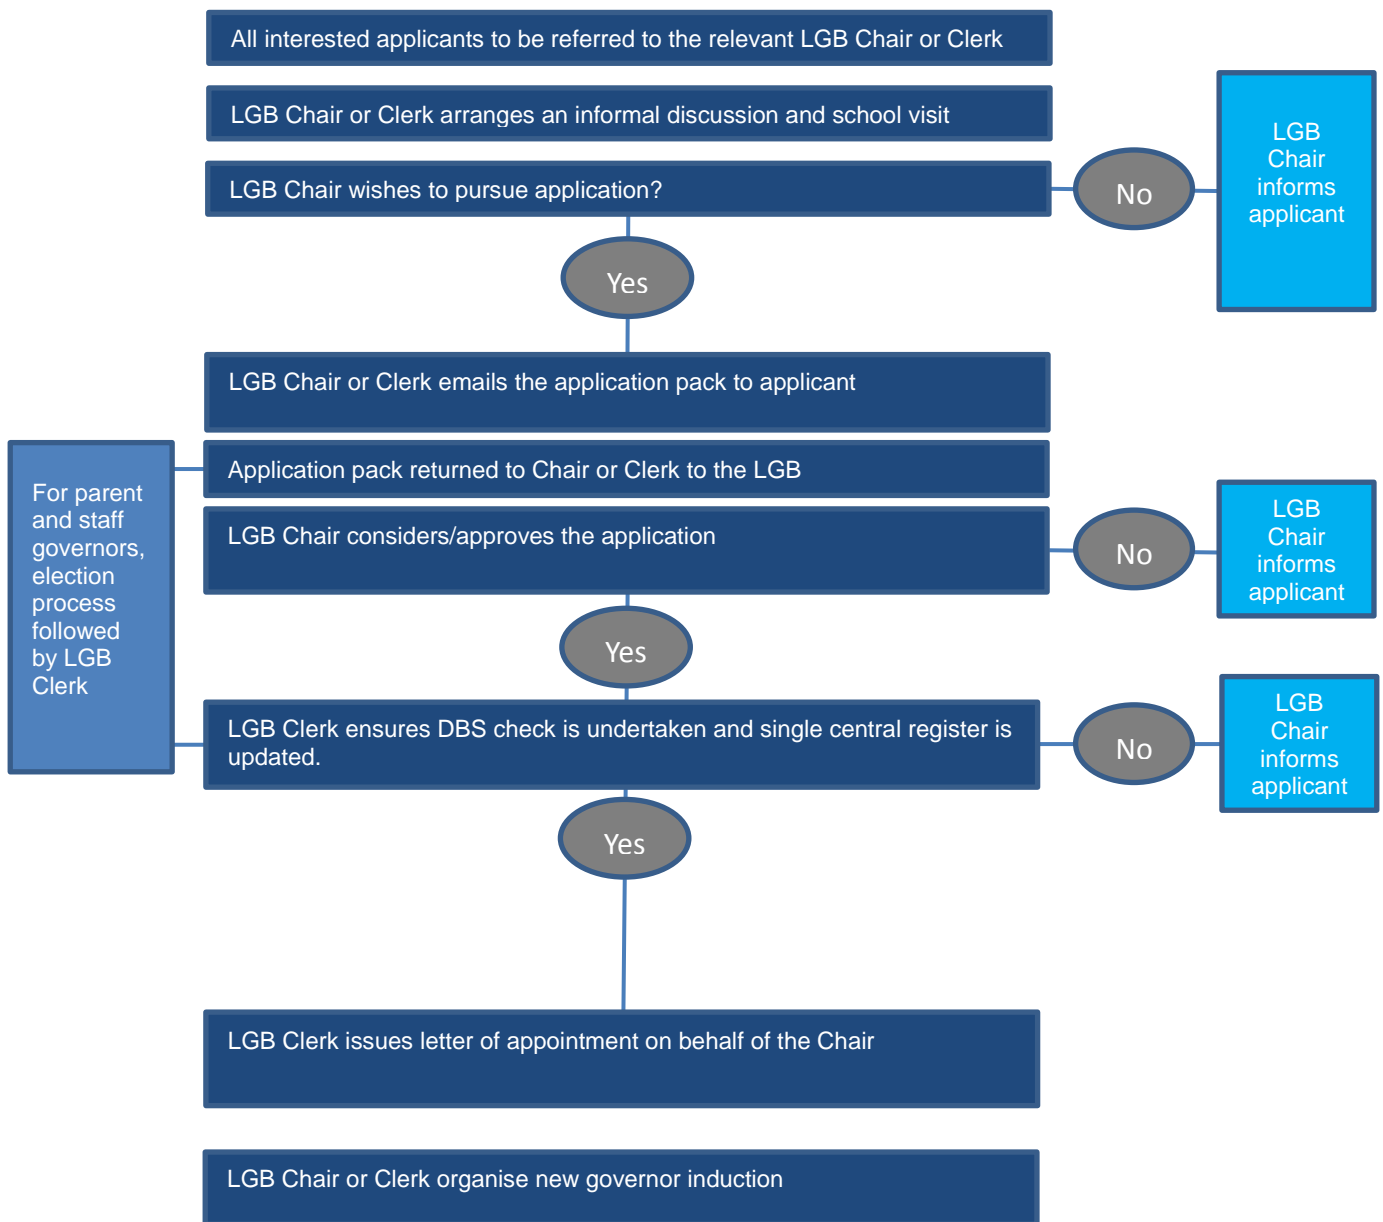 All interested applicants to be referred to the relevant LGB Chair or Clerk
LGB Chair or Clerk arranges an informal discussion and school visit
LGB Chair wishes to pursue application?
No
LGB
Chair
informs
applicant
Yes
LGB Chair or Clerk emails the application pack to applicant
Application pack returned to Chair or Clerk to the LGB
For parent
and staff
governors,
election
process
followed
by LGB
Clerk
LGB Chair considers/approves the application
No
LGB
Chair
informs
applicant
Yes
LGB Clerk ensures DBS check is undertaken and single central register is
updated.
No
LGB
Chair
informs
applicant
Yes
LGB Clerk issues letter of appointment on behalf of the Chair
LGB Chair or Clerk organise new governor induction